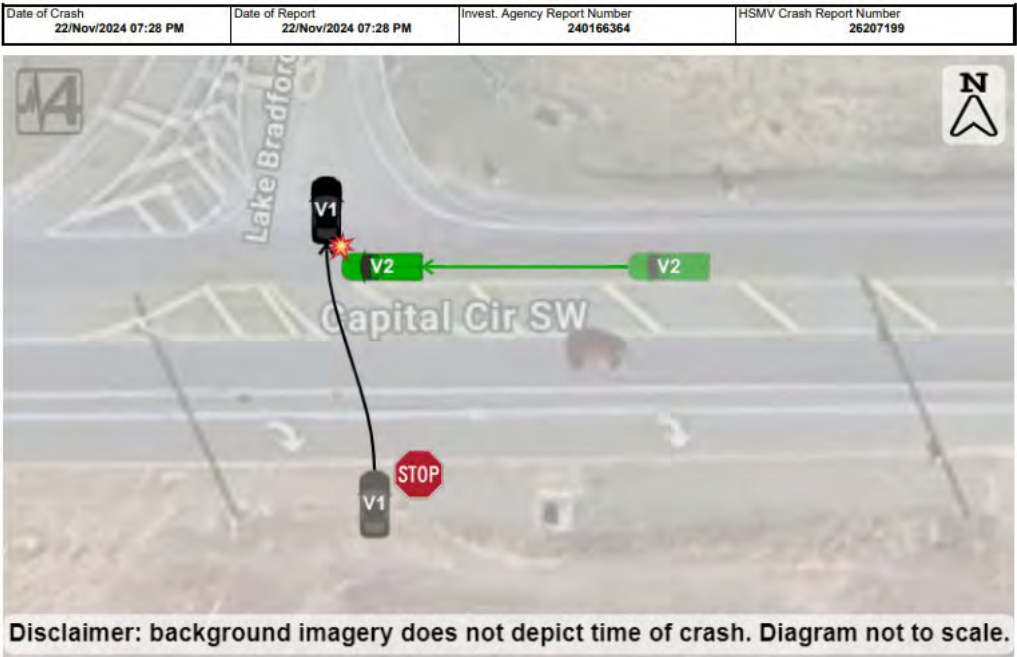 Date of Crash
22/Nov/2024 07:28 PM
Date of Report
22/Nov/2024 07:28 PM
Invest. Agency Report Number
240166364
HSMV Crash Report Number
26207199
4
N
Lake Bradford
V1
V2
V2
Capital Cir SW
STOP
V1
Disclaimer: background imagery does not depict time of crash. Diagram not to scale.